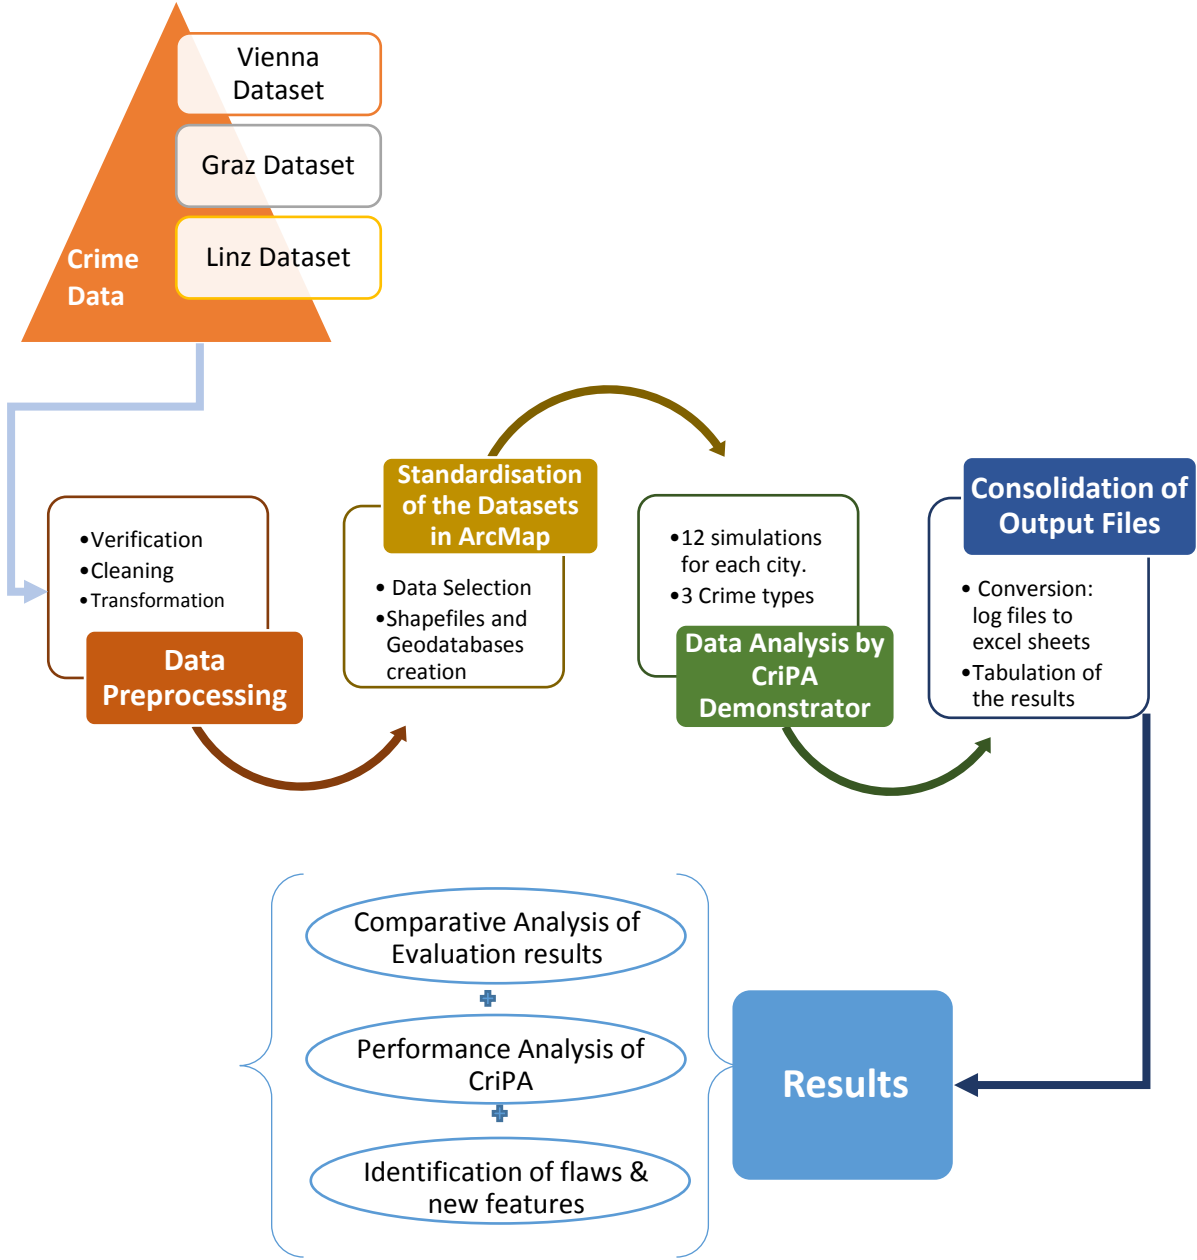 Vienna
Dataset
Graz Dataset
Linz Dataset
Crime
Data
•Verification
•Cleaning
•Transformation
Data
Preprocessing
Standardisation
of the Datasets
in ArcMap
• Data Selection
•Shapefiles and
Geodatabases
creation
•12 simulations
for each city.
•3 Crime types
Data Analysis by
CriPA
Demonstrator
Consolidation of
Output Files
• Conversion:
log files to
excel sheets
•Tabulation of
the results
Comparative Analysis of
Evaluation results
Performance Analysis of
CriPA
Identification of flaws &
new features
Results